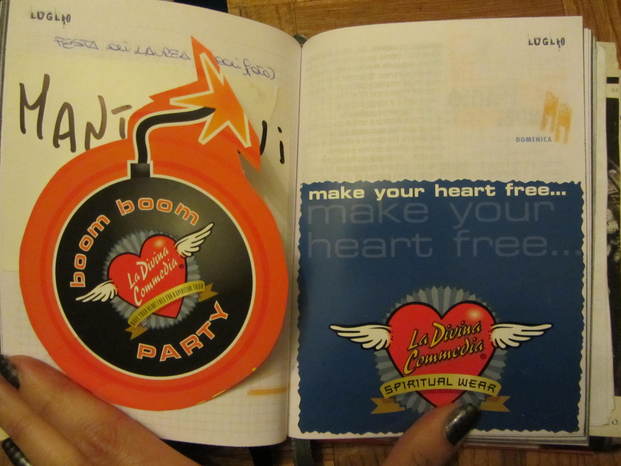 LUGLIO
FESTA
MANT
boom boom
La Divina
Commedia
PARTY
LUGLIO
DOMENICA
make your heart free...
make your
heart free...
La Divina
Commedia
SPIRITUAL WEAR